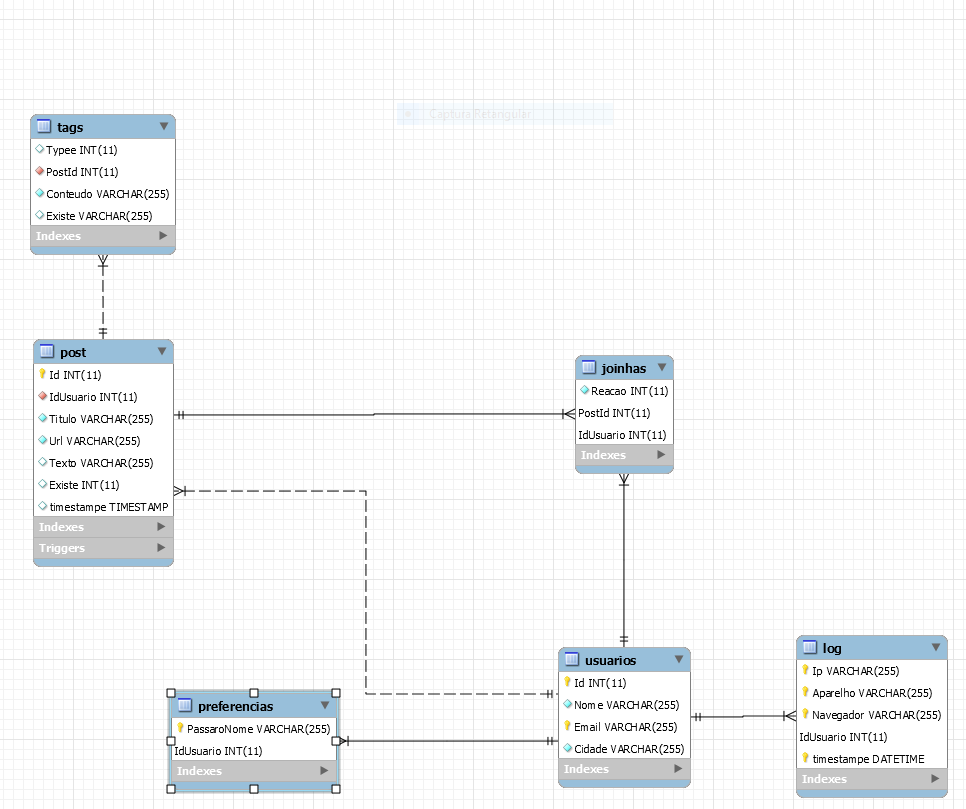 Captura Retangular
tags
Typee INT(11)
PostId INT(11)
Conteudo VARCHAR(255)
Existe VARCHAR(255)
Indexes
post
Id INT(11)
IdUsuario INT(11)
Titulo VARCHAR(255)
Url VARCHAR(255)
Texto VARCHAR(255)
Existe INT(11)
timestampe TIMESTAMP
Indexes
Triggers
joinhas
Reacao INT(11)
PostId INT(11)
IdUsuario INT(11)
Indexes
preferencias
PassaroNome VARCHAR(255)
IdUsuario INT(11)
Indexes
usuarios
Id INT(11)
Nome VARCHAR(255)
Email VARCHAR(255)
Cidade VARCHAR(255)
Indexes
log
Ip VARCHAR(255)
Aparelho VARCHAR(255)
Navegador VARCHAR(255)
IdUsuario INT(11)
timestampe DATETIME
Indexes